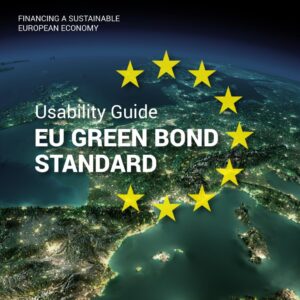 FINANCING A SUSTAINABLE
EUROPEAN ECONOMY
Usability Guide
EU GREEN BOND
STANDARD